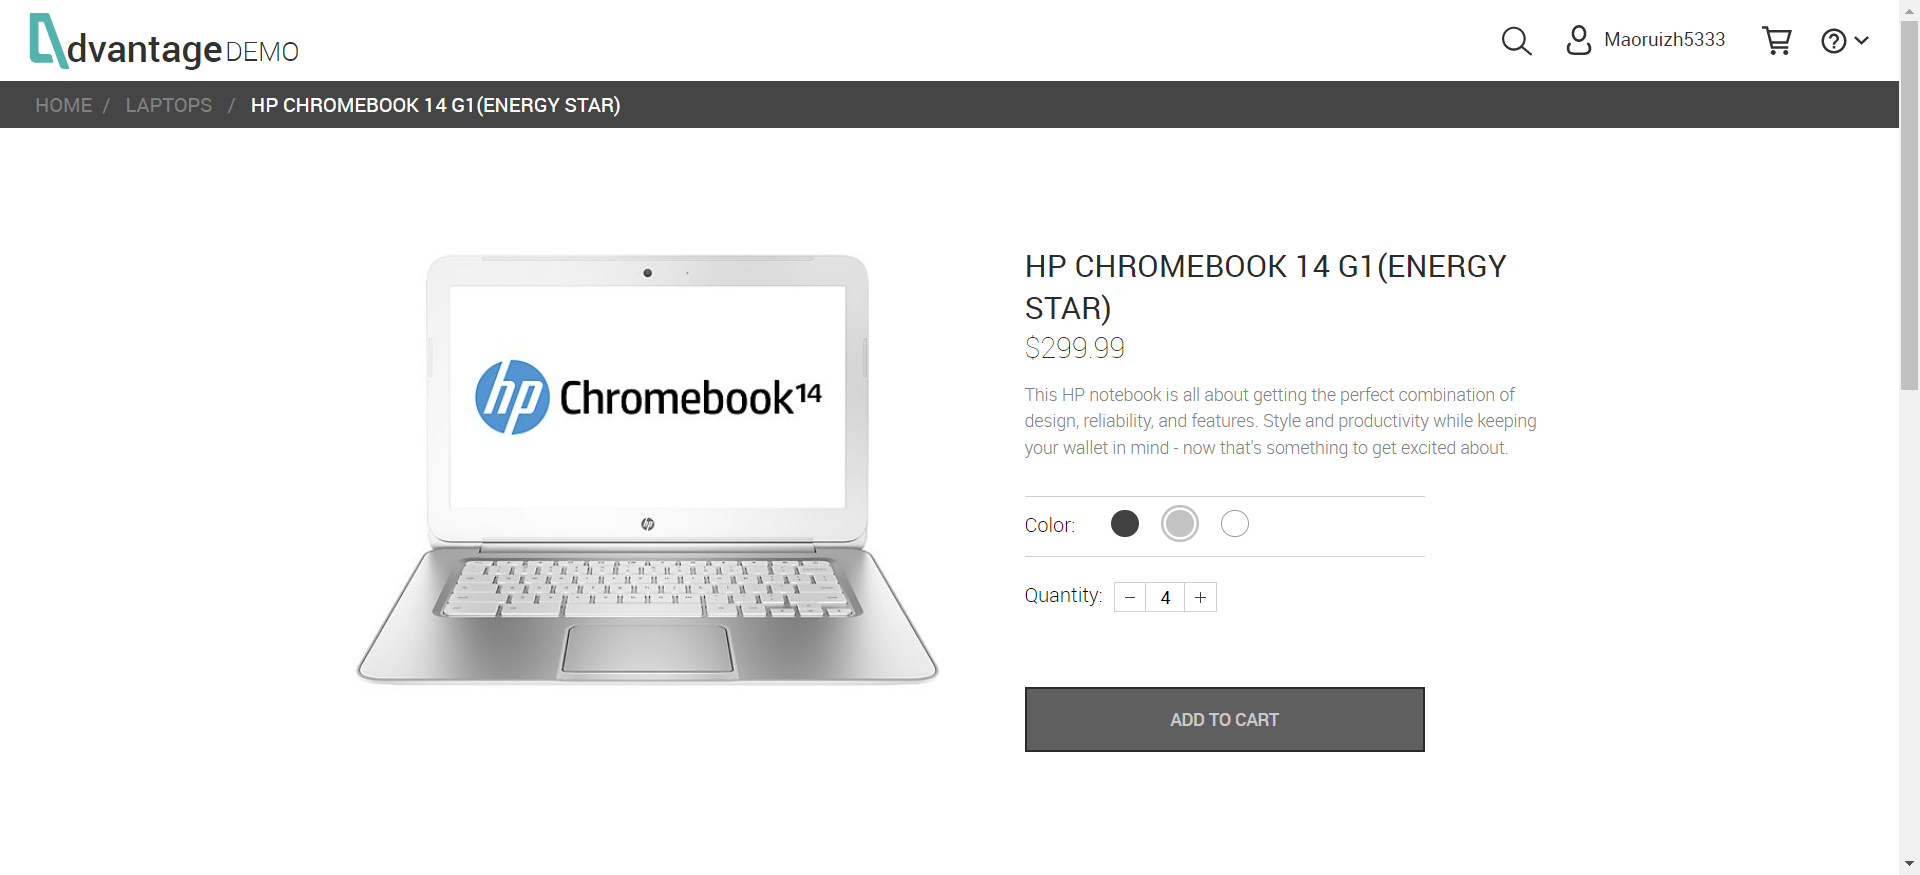 dvantage DEMO
Maoruizh5333
HOME / LAPTOPS / HP CHROMEBOOK 14 G1(ENERGY STAR)
hp Chromebook14
hp
HP CHROMEBOOK 14 G1(ENERGY
STAR)
$299.99
This HP notebook is all about getting the perfect combination of
design, reliability, and features. Style and productivity while keeping
your wallet in mind - now that's something to get excited about.
Color:
Quantity: − 4 +
ADD TO CART